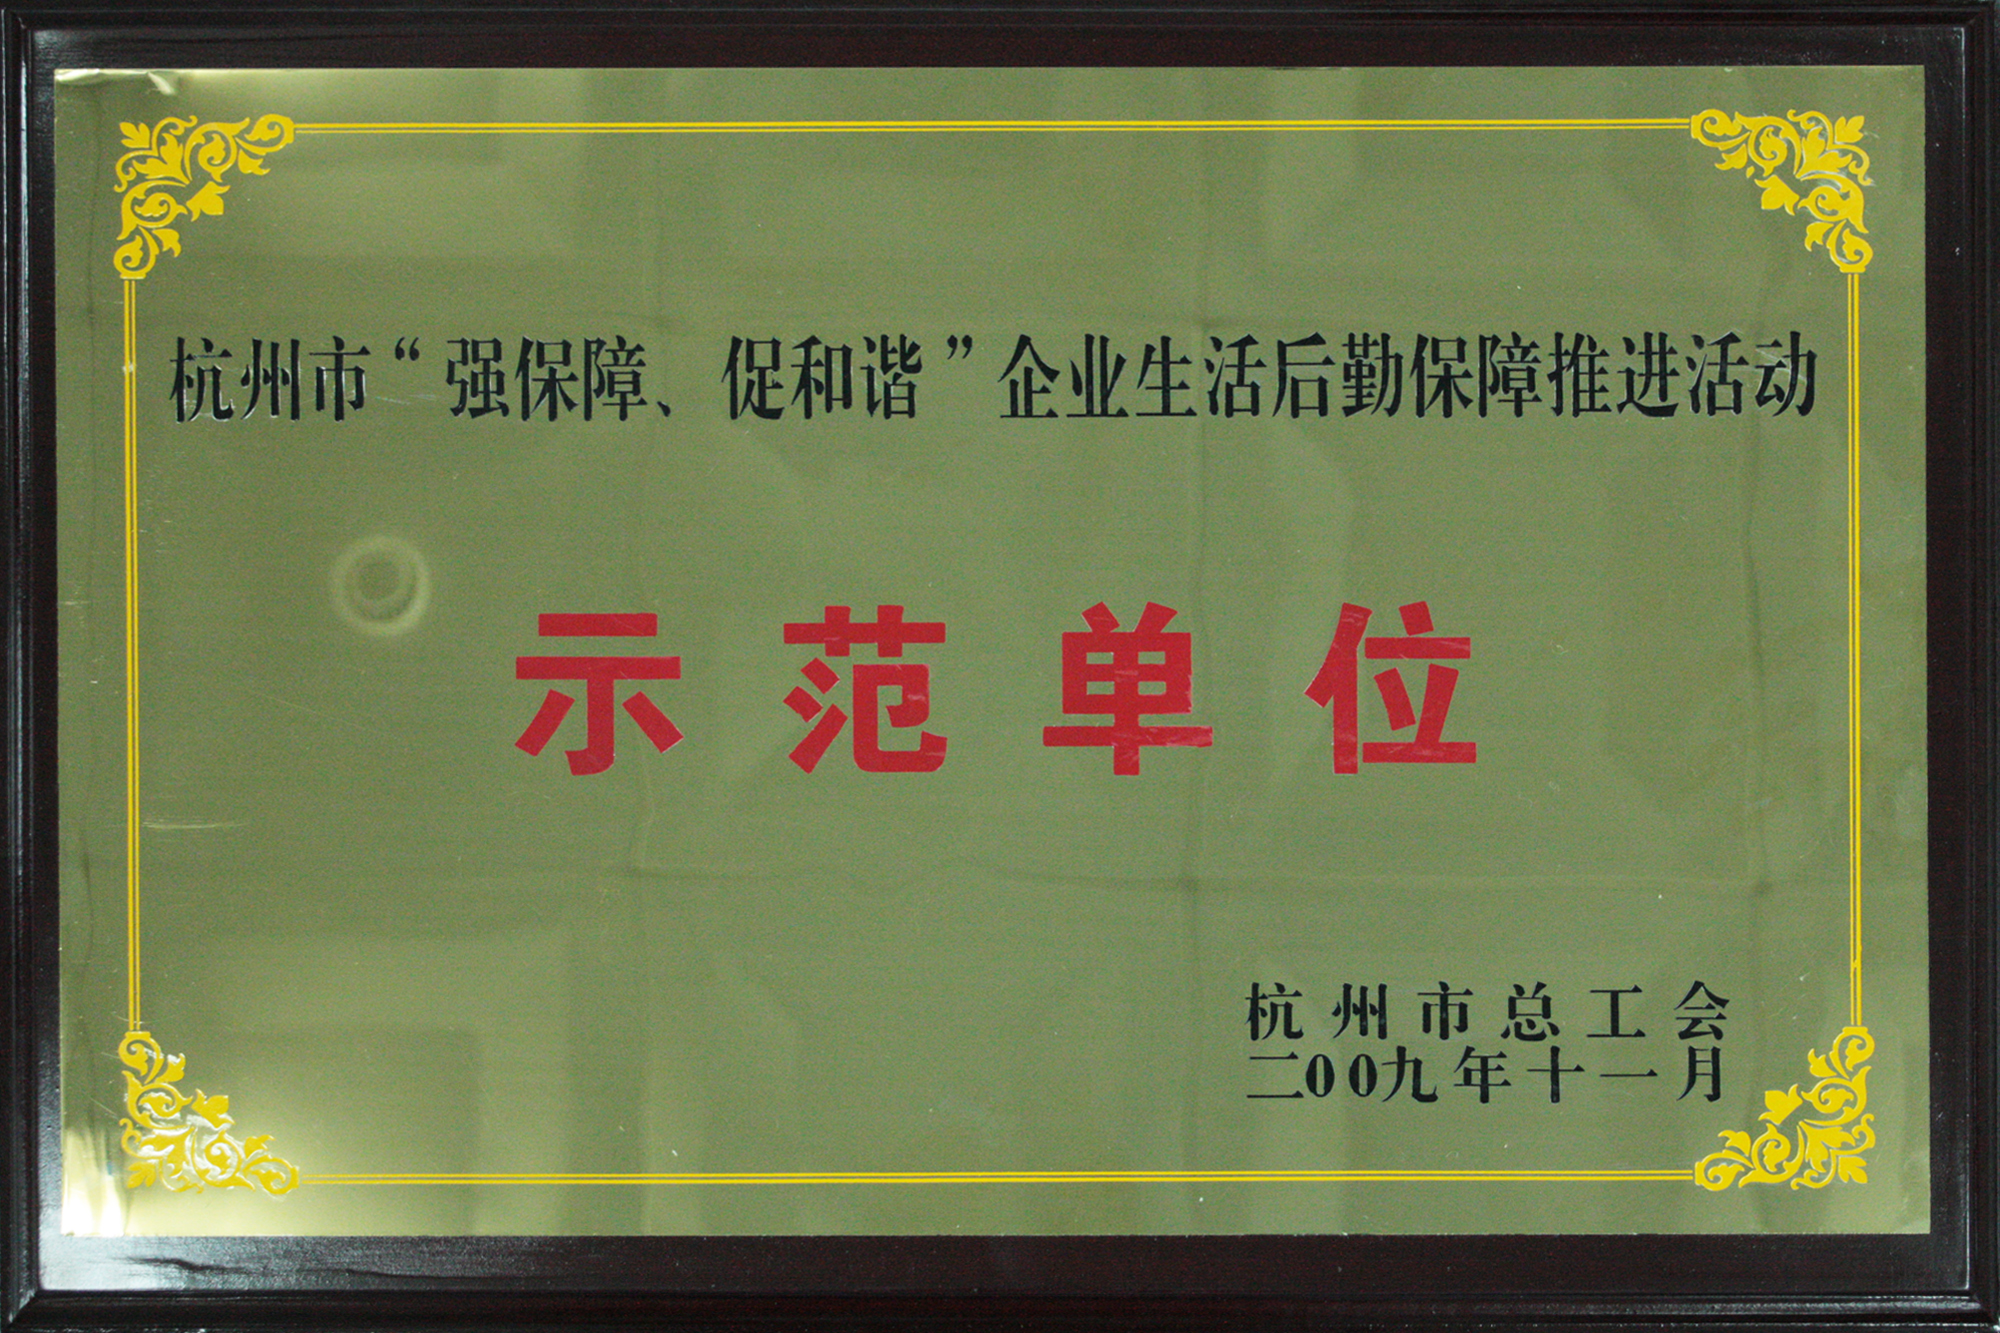 杭州市“强保障、促和谐”企业生活后勤保障推进活动
示范单位
杭州市总工会
二00九年十一月